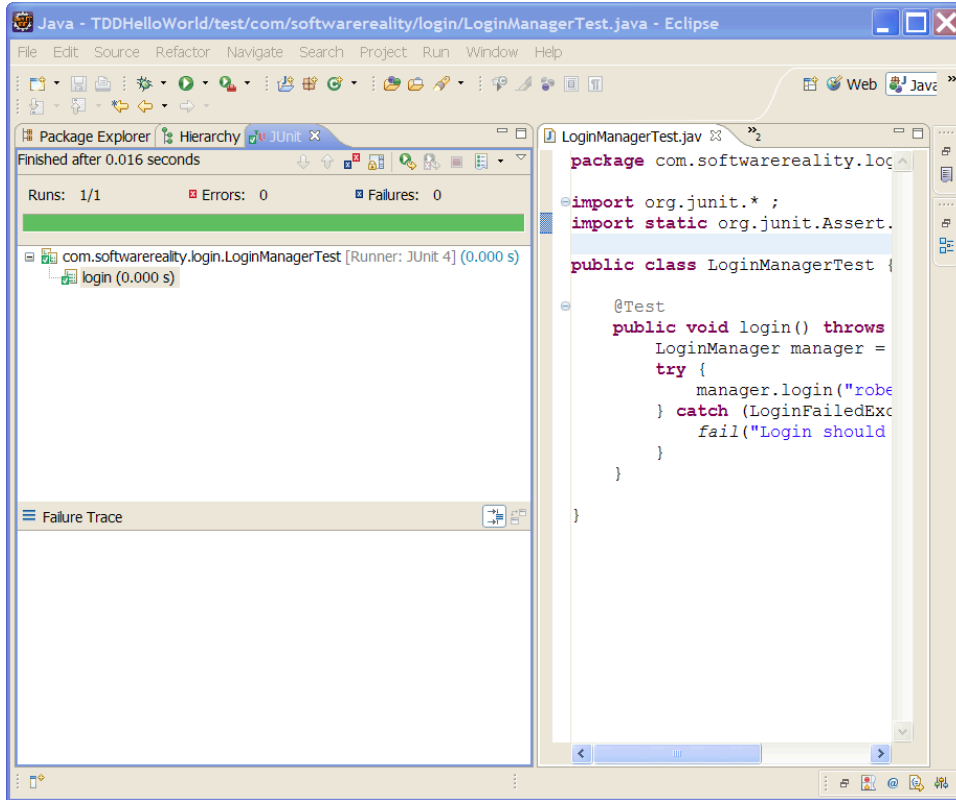 Java - TDDHelloWorld/test/com/softwarereality/login/LoginManagerTest.java - Eclipse
File Edit Source Refactor Navigate Search Project Run Window Help
Web Java »
Package Explorer Hierarchy JUnit
Finished after 0.016 seconds
Runs: 1/1 Errors: 0 Failures: 0
com.softwarereality.login.LoginManagerTest [Runner: JUnit 4] (0.000 s)
login (0.000 s)
Failure Trace
LoginManagerTest.jav »2
package com.softwarereality.log
import org.junit.* ;
import static org.junit.Assert.
public class LoginManagerTest {
@Test
public void login() throws
LoginManager manager =
try {
manager.login("robe
} catch (LoginFailedExc
fail("Login should
}
}
}